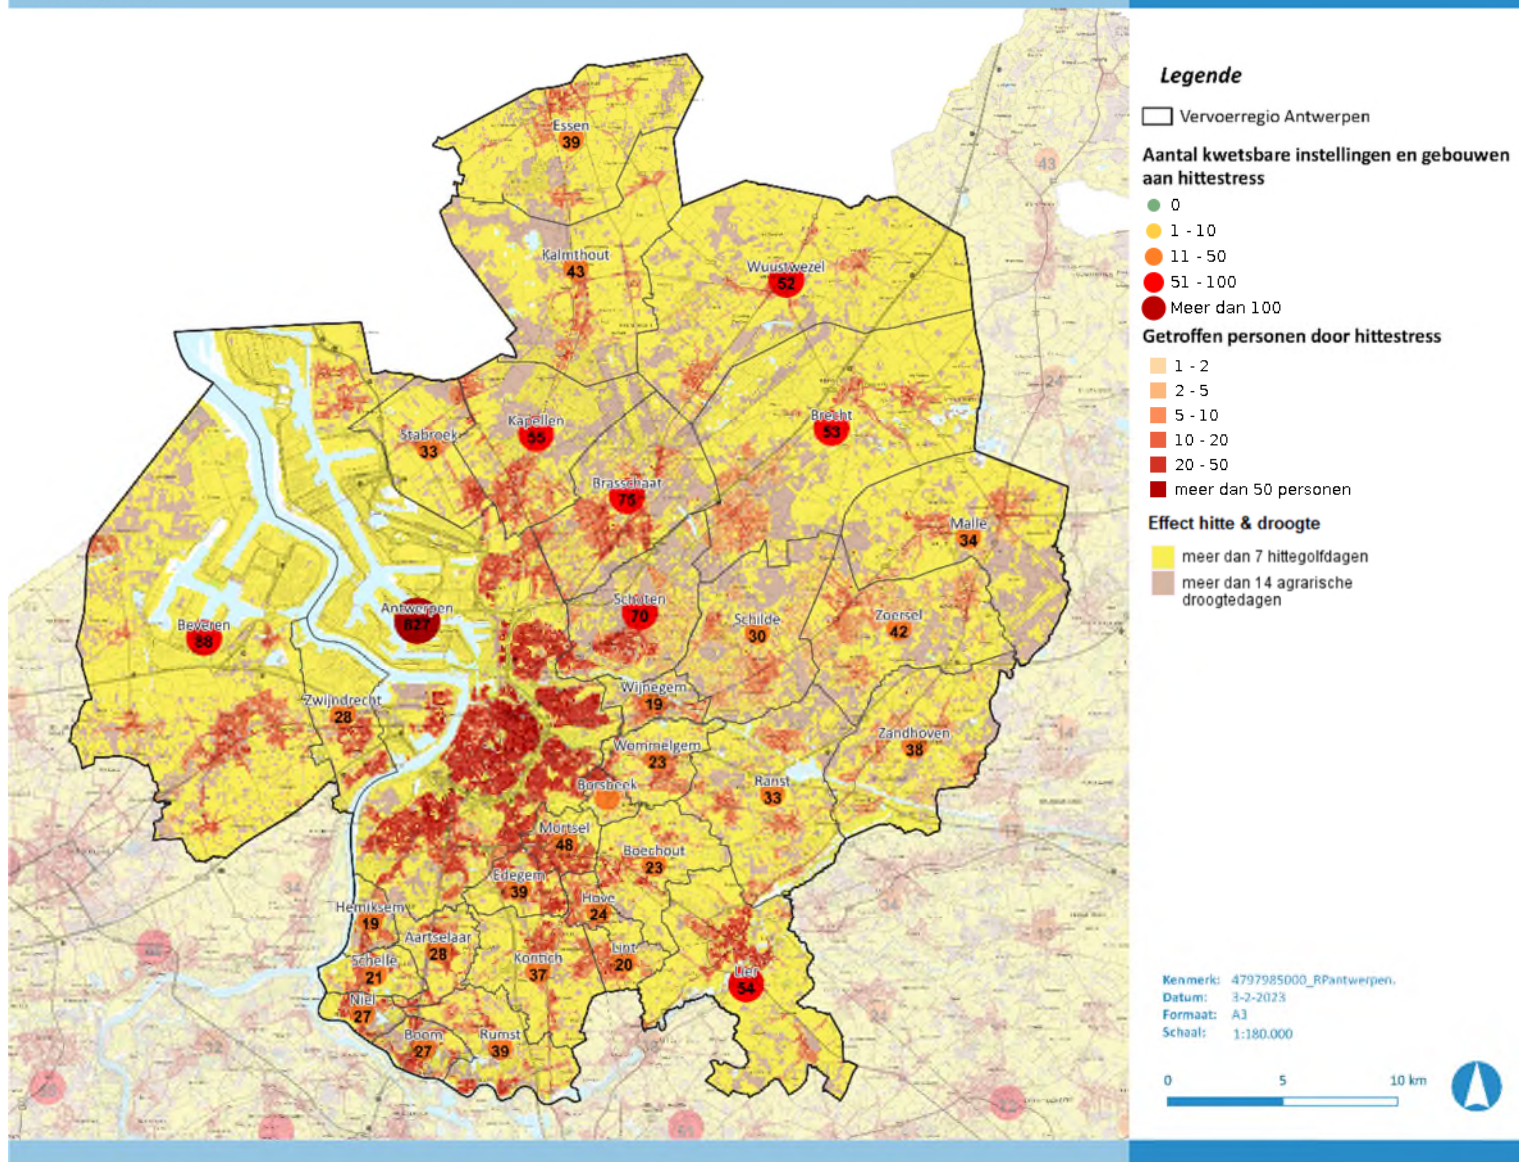 Essen
39
Kalmthout
43
Wuustwezel
52
Stabroek
33
Kapellen
55
Brecht
53
Brasschaat
75
Malle
34
Antwerpen
627
Beveren
88
Schoten
70
Schilde
30
Zoersel
42
Zwijndrecht
28
Wijnegem
19
Wommelgem
23
Zandhoven
38
Borsbeek
Ranst
33
Mortsel
48
Boechout
23
Edegem
39
Hove
24
Hemiksem
19
Aartselaar
28
Schelle
21
Kontich
37
Lint
20
Lier
54
Niel
27
Boom
27
Rumst
39
43
24
14
34
Legende
Vervoerregio Antwerpen
Aantal kwetsbare instellingen en gebouwen
aan hittestress
0
1 - 10
11 - 50
51 - 100
Meer dan 100
Getroffen personen door hittestress
1 - 2
2 - 5
5 - 10
10 - 20
20 - 50
meer dan 50 personen
Effect hitte & droogte
meer dan 7 hittegolfdagen
meer dan 14 agrarische
droogtedagen
Kenmerk: 4797985000_RPantwerpen.
Datum: 3-2-2023
Formaat: A3
Schaal: 1:180.000
0 5 10 km